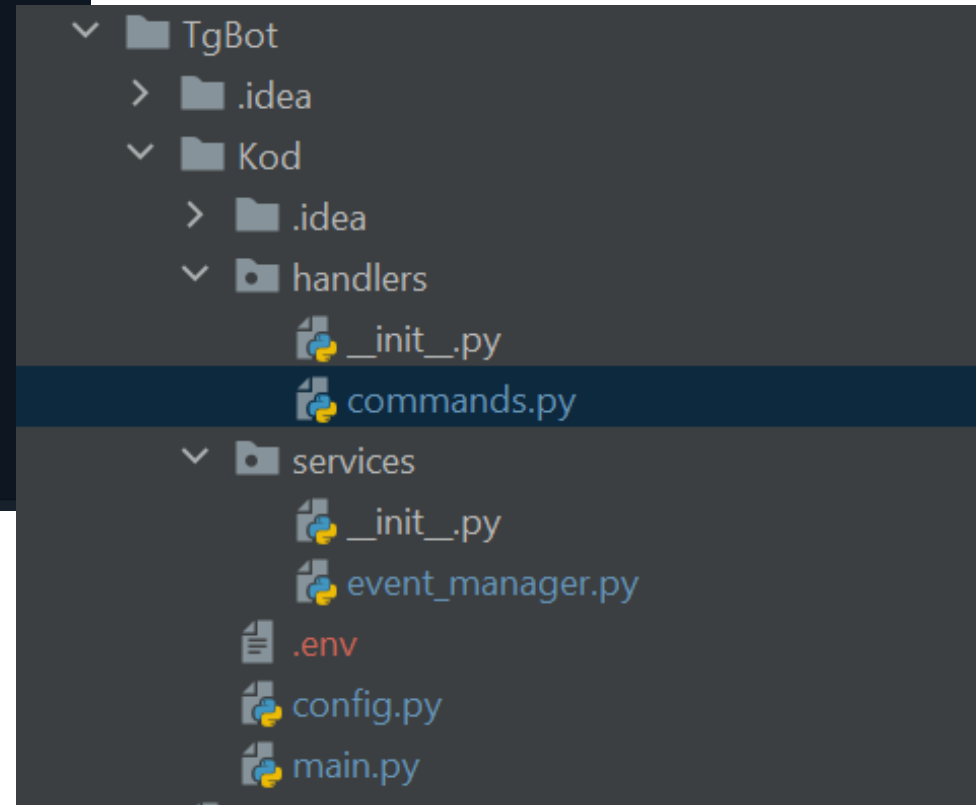 TgBot
.idea
Kod
.idea
handlers
__init__.py
commands.py
services
__init__.py
event_manager.py
.env
config.py
main.py